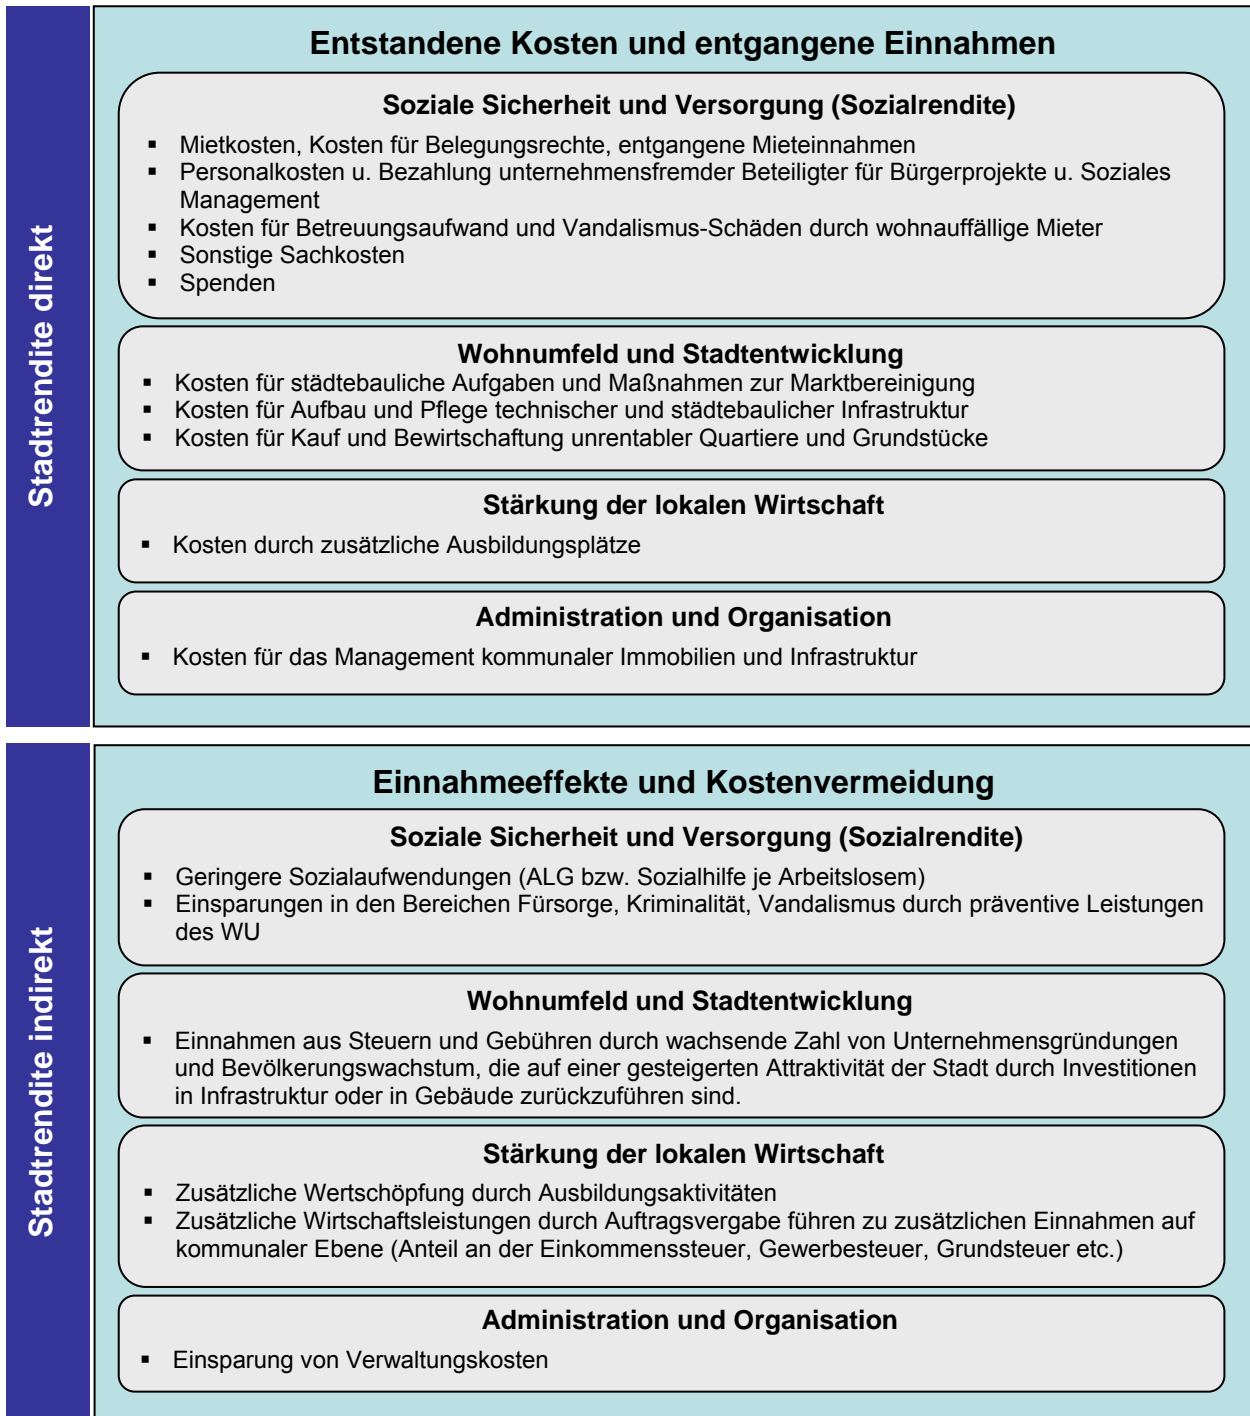 Stadtrendite direkt
Entstandene Kosten und entgangene Einnahmen
Soziale Sicherheit und Versorgung (Sozialrendite)
▪ Mietkosten, Kosten für Belegungsrechte, entgangene Mieteinnahmen
▪ Personalkosten u. Bezahlung unternehmensfremder Beteiligter für Bürgerprojekte u. Soziales
Management
▪ Kosten für Betreuungsaufwand und Vandalismus-Schäden durch wohnauffällige Mieter
▪ Sonstige Sachkosten
▪ Spenden
Wohnumfeld und Stadtentwicklung
▪ Kosten für städtebauliche Aufgaben und Maßnahmen zur Marktbereinigung
▪ Kosten für Aufbau und Pflege technischer und städtebaulicher Infrastruktur
▪ Kosten für Kauf und Bewirtschaftung unrentabler Quartiere und Grundstücke
Stärkung der lokalen Wirtschaft
▪ Kosten durch zusätzliche Ausbildungsplätze
Administration und Organisation
▪ Kosten für das Management kommunaler Immobilien und Infrastruktur
Stadtrendite indirekt
Einnahmeeffekte und Kostenvermeidung
Soziale Sicherheit und Versorgung (Sozialrendite)
▪ Geringere Sozialaufwendungen (ALG bzw. Sozialhilfe je Arbeitslosem)
▪ Einsparungen in den Bereichen Fürsorge, Kriminalität, Vandalismus durch präventive Leistungen
des WU
Wohnumfeld und Stadtentwicklung
▪ Einnahmen aus Steuern und Gebühren durch wachsende Zahl von Unternehmensgründungen
und Bevölkerungswachstum, die auf einer gesteigerten Attraktivität der Stadt durch Investitionen
in Infrastruktur oder in Gebäude zurückzuführen sind.
Stärkung der lokalen Wirtschaft
▪ Zusätzliche Wertschöpfung durch Ausbildungsaktivitäten
▪ Zusätzliche Wirtschaftsleistungen durch Auftragsvergabe führen zu zusätzlichen Einnahmen auf
kommunaler Ebene (Anteil an der Einkommenssteuer, Gewerbesteuer, Grundsteuer etc.)
Administration und Organisation
▪ Einsparung von Verwaltungskosten